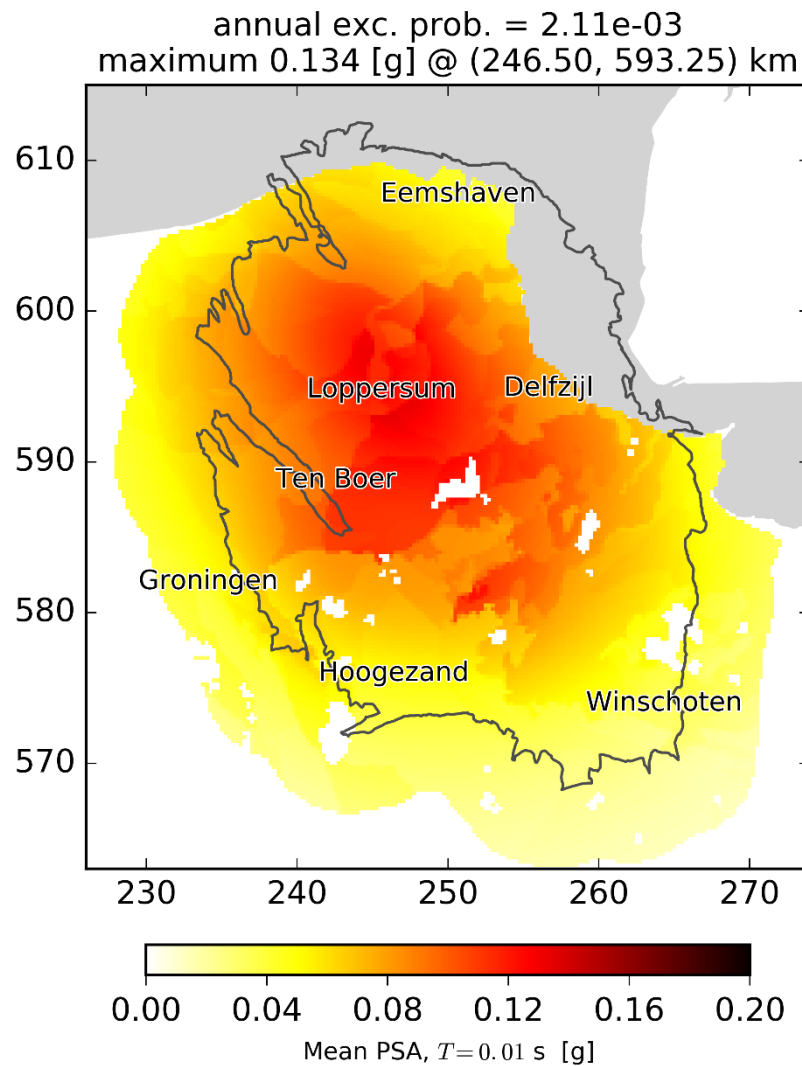 annual exc. prob. = 2.11e-03
maximum 0.134 [g] @ (246.50, 593.25) km
610
Eemshaven
600
Loppersum Delfzijl
590
Ten Boer
Groningen
580
Hoogezand
Winschoten
570
230 240 250 260 270
0.00 0.04 0.08 0.12 0.16 0.20
Mean PSA, T=0.01 s [g]